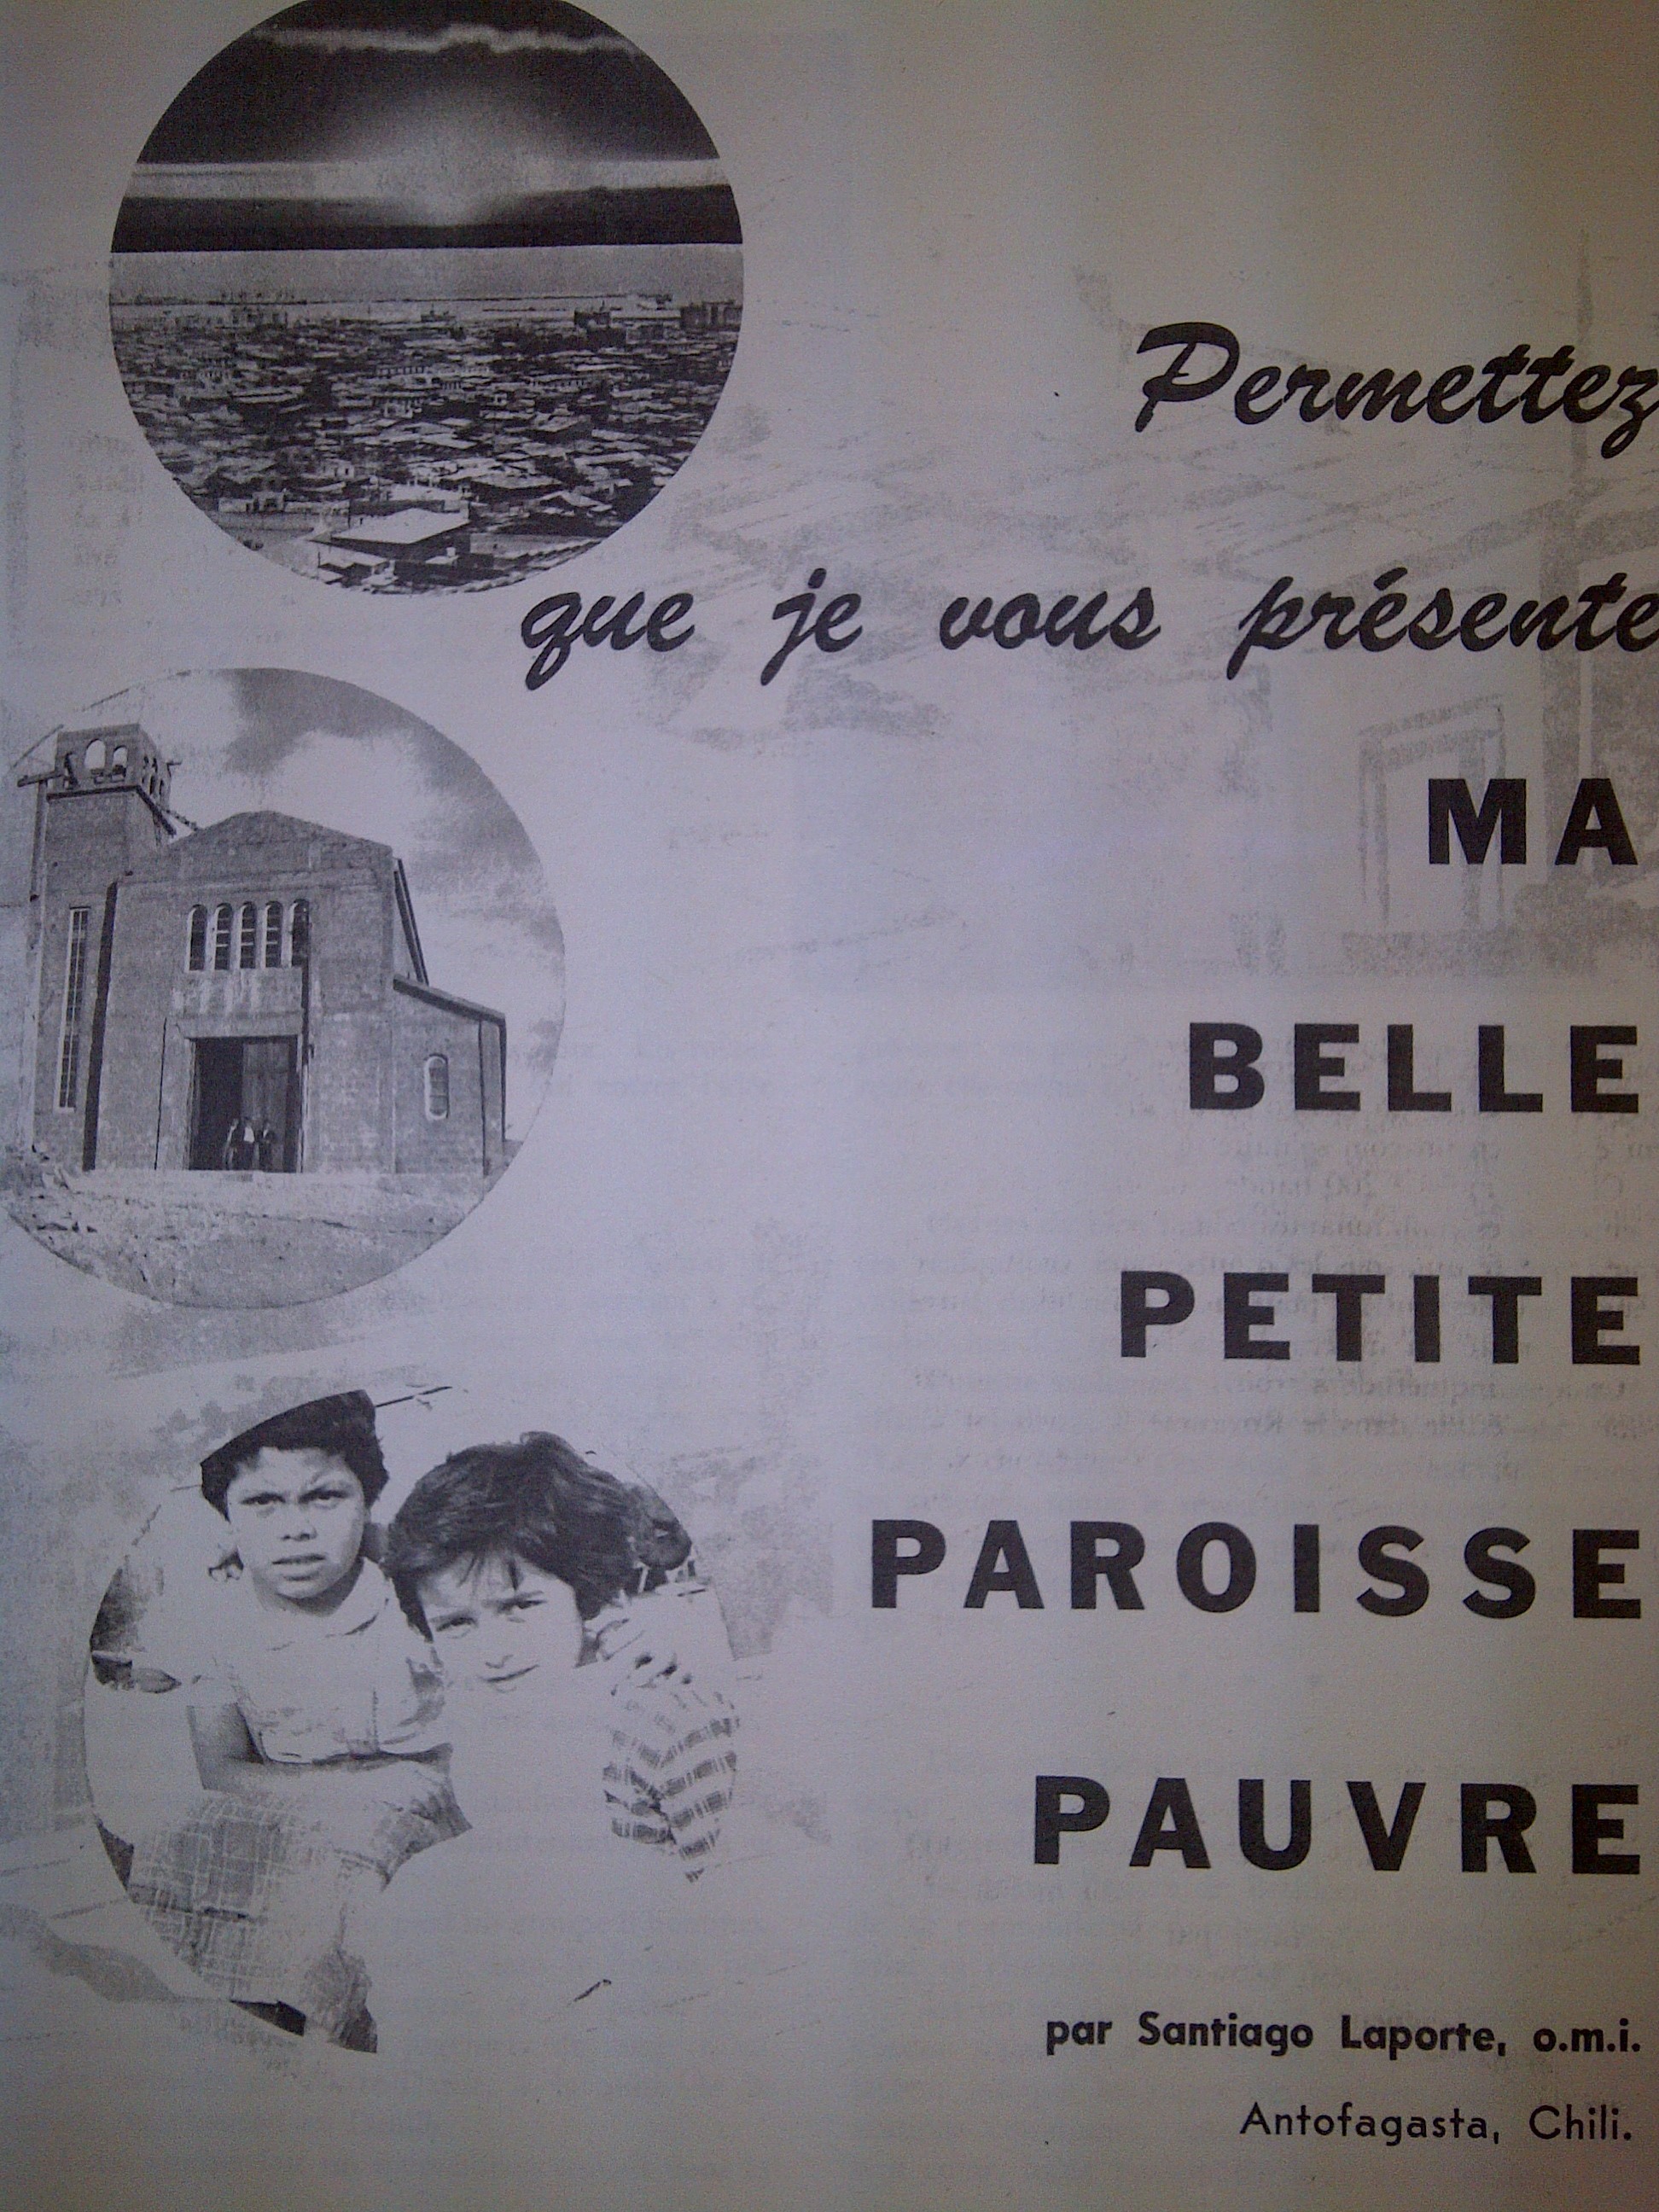 Permettez
que je vous présente
MA
BELLE
PETITE
PAROISSE
PAUVRE
par Santiago Laporte, o.m.i.
Antofagasta, Chili.